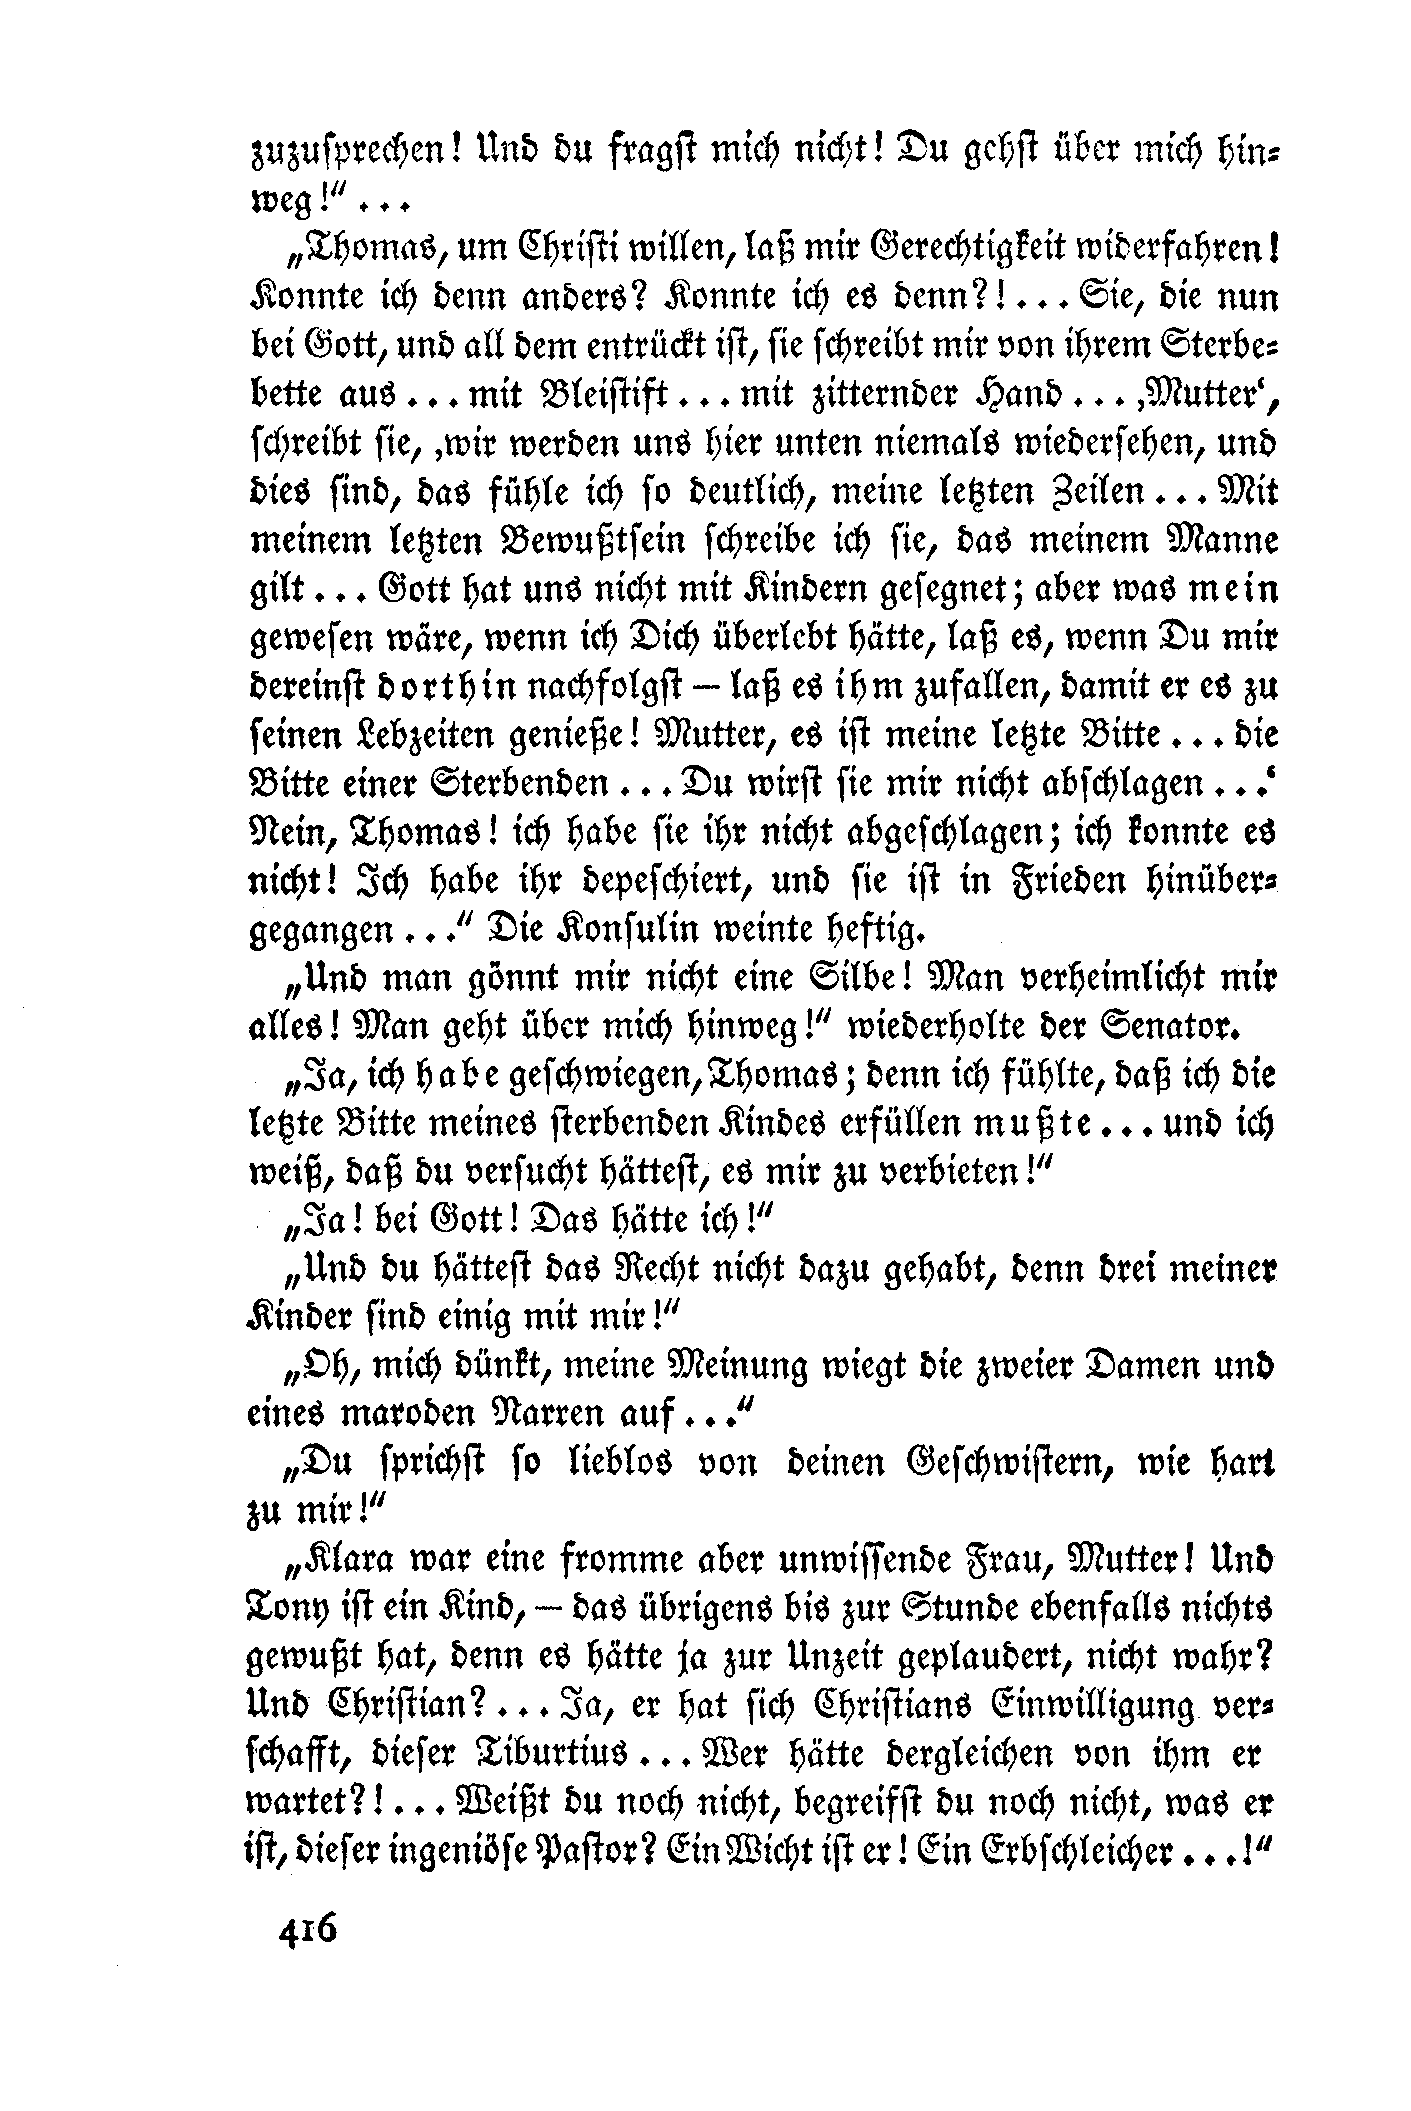 zuzusprechen! Und du fragst mich nicht! Du gehst über mich hin-
weg!“ . . .
„Thomas, um Christi willen, laß mir Gerechtigkeit widerfahren!
Konnte ich denn anders? Konnte ich es denn?! . . . Sie, die nun
bei Gott, und all dem entrückt ist, sie schreibt mir von ihrem Sterbe-
bette aus . . . mit Bleistift . . . mit zitternder Hand . . . ‚Mutter‘,
schreibt sie, ‚wir werden uns hier unten niemals wiedersehen, und
dies sind, das fühle ich so deutlich, meine letzten Zeilen . . . Mit
meinem letzten Bewußtsein schreibe ich sie, das meinem Manne
gilt . . . Gott hat uns nicht mit Kindern gesegnet; aber was mein
gewesen wäre, wenn ich Dich überlebt hätte, laß es, wenn Du mir
dereinst dorthin nachfolgst – laß es ihm zufallen, damit er es zu
seinen Lebzeiten genieße! Mutter, es ist meine letzte Bitte . . . die
Bitte einer Sterbenden . . . Du wirst sie mir nicht abschlagen . . .‘
Nein, Thomas! ich habe sie ihr nicht abgeschlagen; ich konnte es
nicht! Ich habe ihr depeschiert, und sie ist in Frieden hinüber-
gegangen . . .“ Die Konsulin weinte heftig.
„Und man gönnt mir nicht eine Silbe! Man verheimlicht mir
alles! Man geht über mich hinweg!“ wiederholte der Senator.
„Ja, ich habe geschwiegen, Thomas; denn ich fühlte, daß ich die
letzte Bitte meines sterbenden Kindes erfüllen mußte . . . und ich
weiß, daß du versucht hättest, es mir zu verbieten!“
„Ja! bei Gott! Das hätte ich!“
„Und du hättest das Recht nicht dazu gehabt, denn drei meiner
Kinder sind einig mit mir!“
„Oh, mich dünkt, meine Meinung wiegt die zweier Damen und
eines maroden Narren auf . . .“
„Du sprichst so lieblos von deinen Geschwistern, wie hart
zu mir!“
„Klara war eine fromme aber unwissende Frau, Mutter! Und
Tony ist ein Kind, – das übrigens bis zur Stunde ebenfalls nichts
gewußt hat, denn es hätte ja zur Unzeit geplaudert, nicht wahr?
Und Christian? . . . Ja, er hat sich Christians Einwilligung ver-
schafft, dieser Tiburtius . . . Wer hätte dergleichen von ihm er
wartet?! . . . Weißt du noch nicht, begreifst du noch nicht, was er
ist, dieser ingeniöse Pastor? Ein Wicht ist er! Ein Erbschleicher . . .!“
416